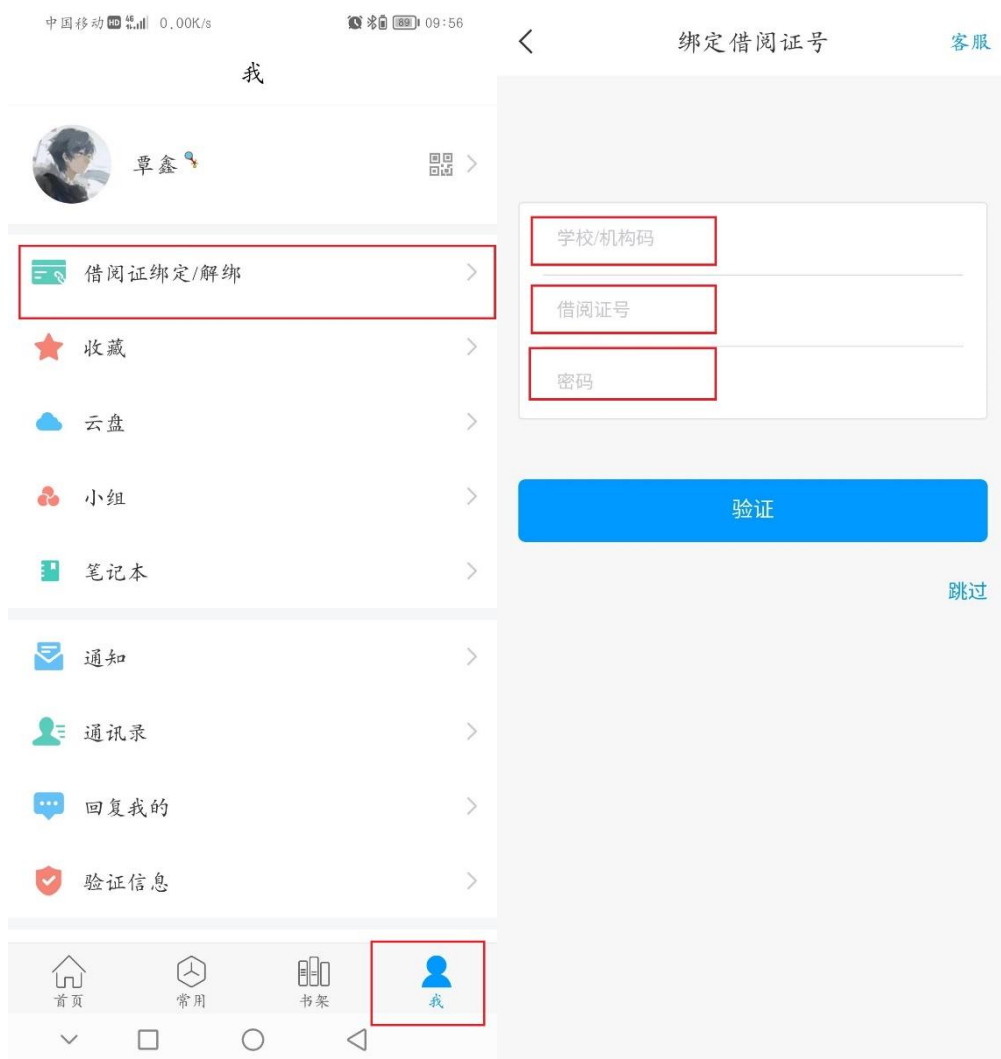 中国移动 HD 46 0.00K/s 89 09:56
我
覃鑫
借阅证绑定/解绑
收藏
云盘
小组
笔记本
通知
通讯录
回复我的
验证信息
首页 常用 书架 我
绑定借阅证号 客服
学校/机构码
借阅证号
密码
验证
跳过